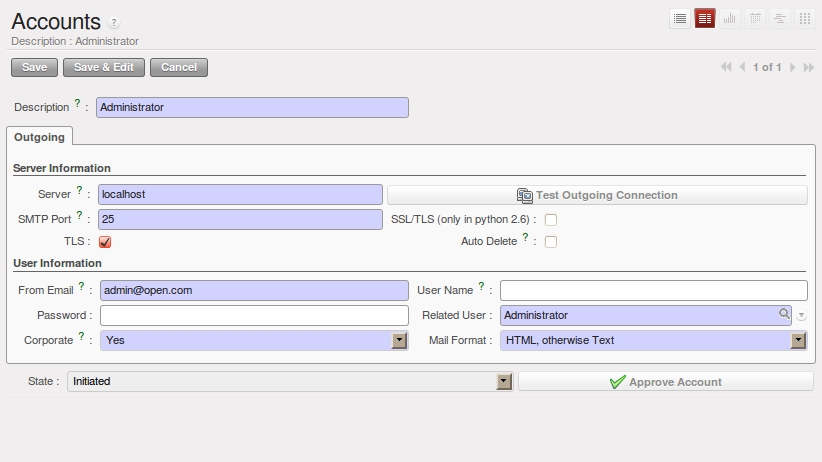 Accounts ?
Description : Administrator
Save Save & Edit Cancel 1 of 1
Description ? : Administrator
Outgoing
Server Information
Server ? : localhost Test Outgoing Connection
SMTP Port ? : 25 SSL/TLS (only in python 2.6) :
TLS : Auto Delete ? :
User Information
From Email ? : admin@open.com User Name ? :
Password : Related User : Administrator
Corporate ? : Yes Mail Format : HTML, otherwise Text
State : Initiated Approve Account